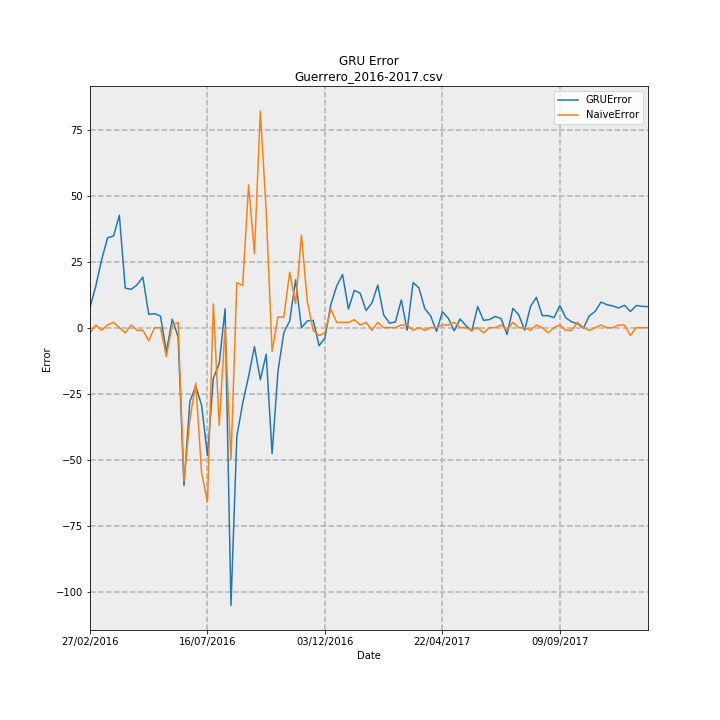 GRU Error
Guerrero_2016-2017.csv
GRUError
NaiveError
75
50
25
0
−25
−50
−75
−100
Error
27/02/2016 16/07/2016 03/12/2016 22/04/2017 09/09/2017
Date